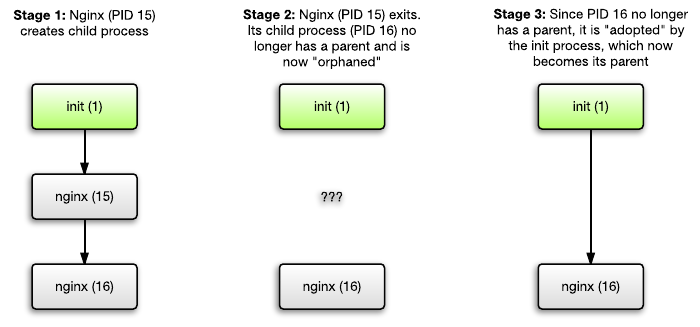 Stage 1: Nginx (PID 15)
creates child process
init (1)
nginx (15)
nginx (16)
Stage 2: Nginx (PID 15) exits.
Its child process (PID 16) no
longer has a parent and is
now "orphaned"
init (1)
???
nginx (16)
Stage 3: Since PID 16 no longer
has a parent, it is "adopted" by
the init process, which now
becomes its parent
init (1)
nginx (16)